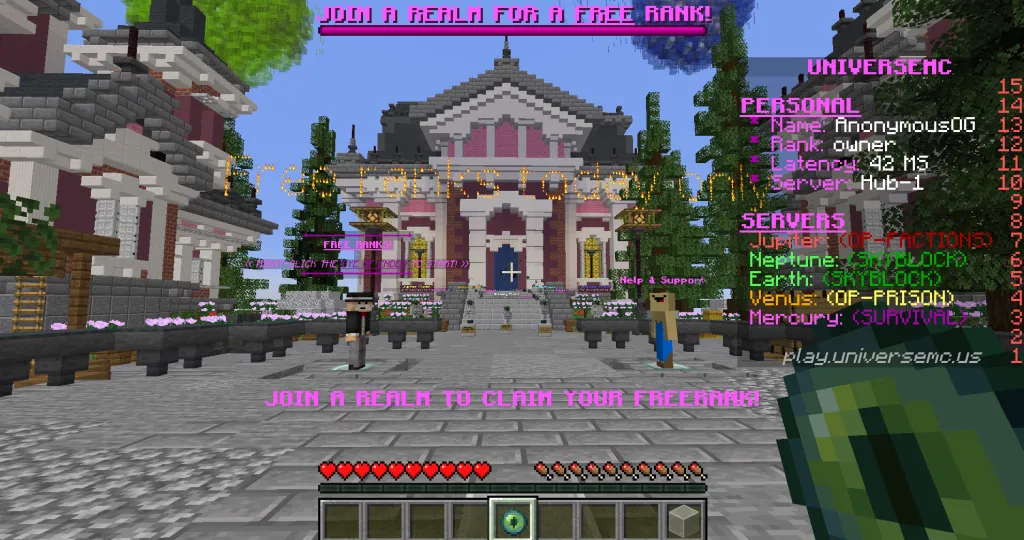 JOIN A REALM FOR A FREE RANK!
UNIVERSEMC
15
PERSONAL 14
* Name: AnonymousOG 13
* Rank: owner 12
* Latency: 42 MS 11
* Server: Hub-1 10
9
SERVERS 8
Jupiter: (OP-FACTIONS) 7
Neptune: (SKYBLOCK) 6
Earth: (SKYBLOCK) 5
Venus: (OP-PRISON) 4
Mercury: (SURVIVAL) 3
2
play.universemc.us 1
Free ranks today only
FREE RANKS!
Help & Support
JOIN A REALM TO CLAIM YOUR FREERANK!